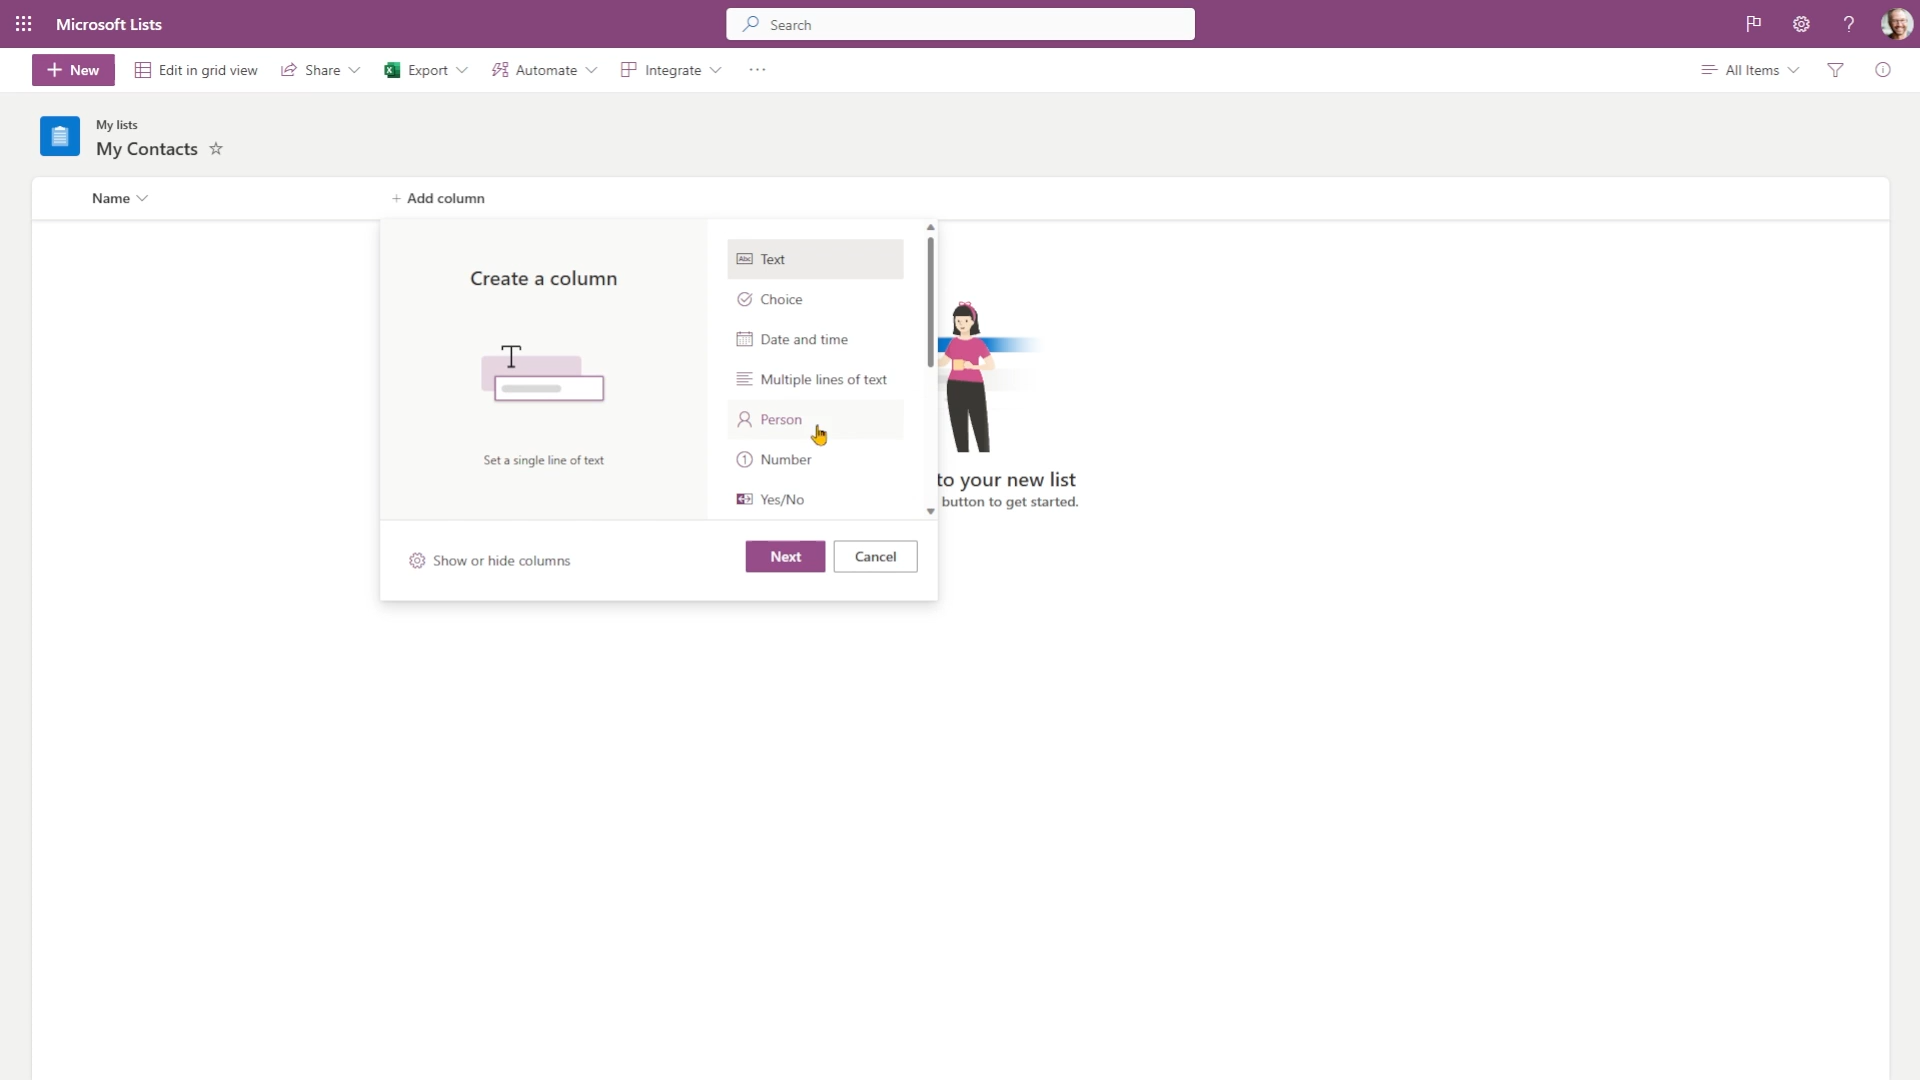 Microsoft Lists
Search
New
Edit in grid view
Share
Export
Automate
Integrate
All Items
My lists
My Contacts
Name
+ Add column
Create a column
T
Set a single line of text
Abc Text
Choice
Date and time
Multiple lines of text
Person
1 Number
Yes/No
to your new list
button to get started.
Show or hide columns
Next
Cancel